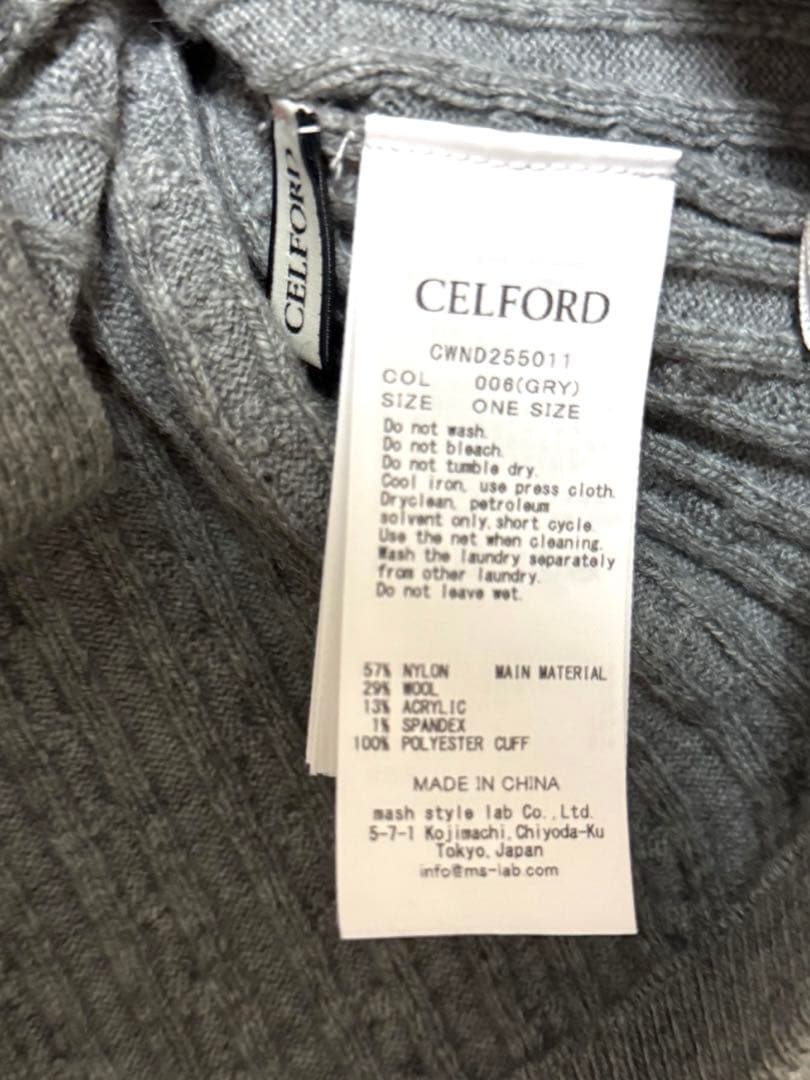 CELFORD
CELFORD
CWND255011
COL 006(GRY)
SIZE ONE SIZE
Do not wash.
Do not bleach.
Do not tumble dry.
Cool iron, use press cloth.
Dryclean, petroleum
solvent only, short cycle.
Use the net when cleaning.
Wash the laundry separately
from other laundry.
Do not leave wet.
57% NYLON MAIN MATERIAL
29% WOOL
13% ACRYLIC
1% SPANDEX
100% POLYESTER CUFF
MADE IN CHINA
mash style lab Co.,Ltd.
5-7-1 Kojimachi,Chiyoda-Ku
Tokyo,Japan
info@ms-lab.com